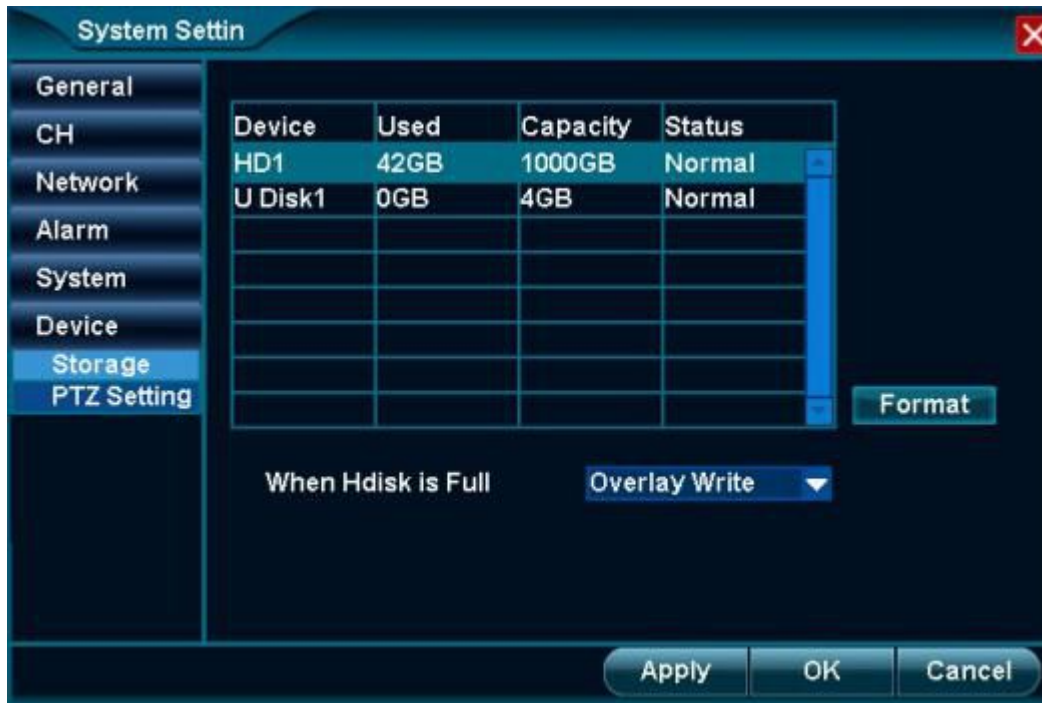 System Settin
General
CH
Network
Alarm
System
Device
Storage
PTZ Setting
Device Used Capacity Status
HD1 42GB 1000GB Normal
U Disk1 0GB 4GB Normal
Format
When Hdisk is Full Overlay Write
Apply OK Cancel